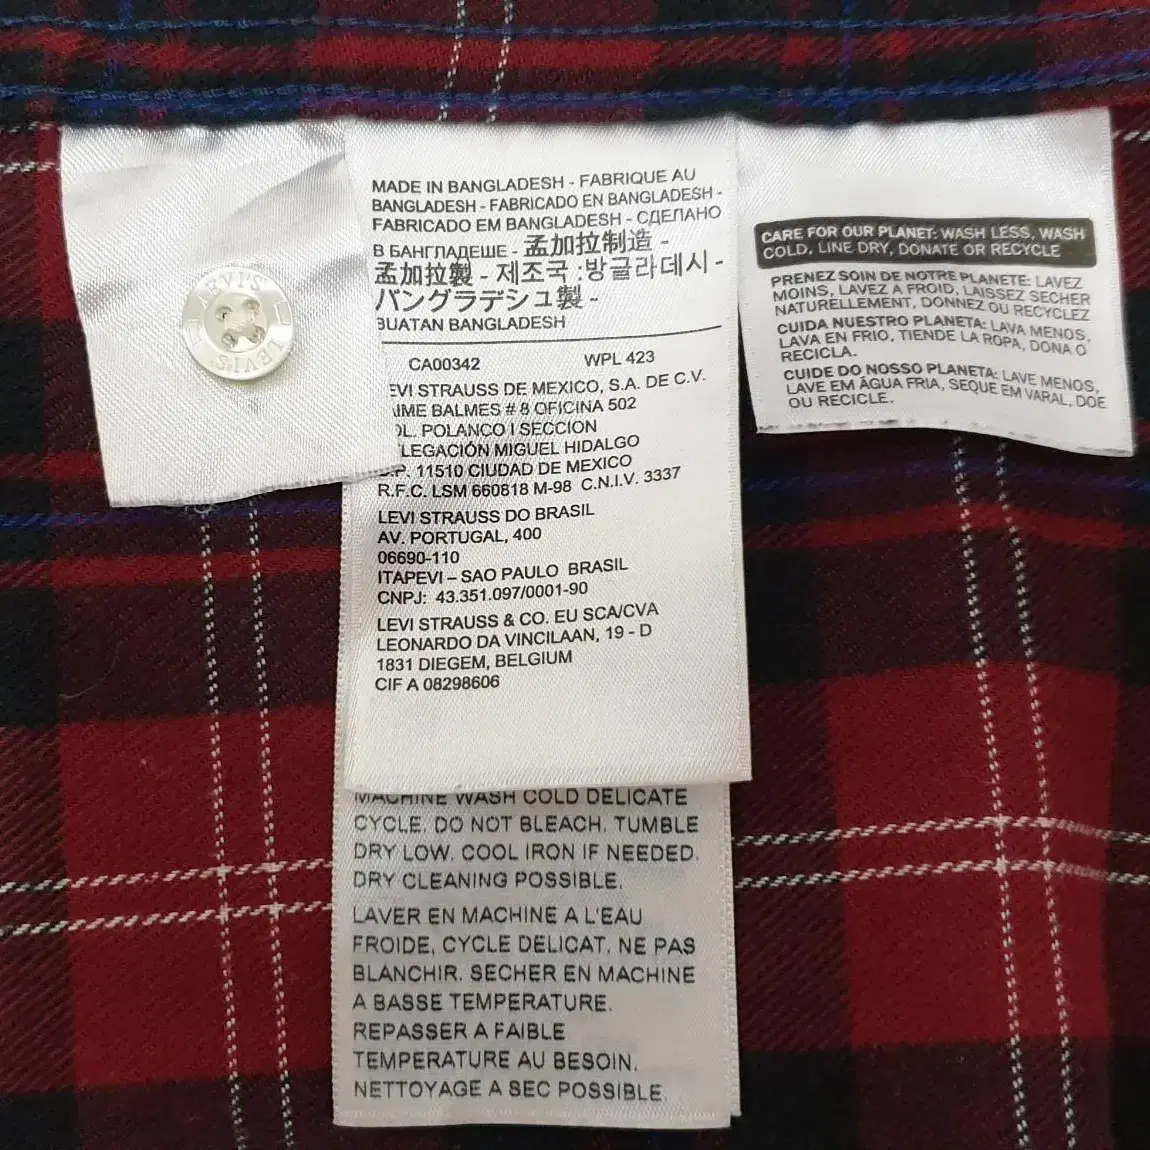 LEVI'S
LEVI'S
MADE IN BANGLADESH - FABRIQUE AU
BANGLADESH - FABRICADO EN BANGLADESH -
FABRICADO EM BANGLADESH - СДЕЛАНО
В БАНГЛАДЕШЕ - 孟加拉制造 -
孟加拉製 - 제조국 :방글라데시 -
バングラデシュ製 -
BUATAN BANGLADESH
CA00342 WPL 423
EVI STRAUSS DE MEXICO, S.A. DE C.V.
IME BALMES # 8 OFICINA 502
OL. POLANCO I SECCION
LEGACIÓN MIGUEL HIDALGO
.P. 11510 CIUDAD DE MEXICO
R.F.C. LSM 660818 M-98 C.N.I.V. 3337
LEVI STRAUSS DO BRASIL
AV. PORTUGAL, 400
06690-110
ITAPEVI – SAO PAULO BRASIL
CNPJ: 43.351.097/0001-90
LEVI STRAUSS & CO. EU SCA/CVA
LEONARDO DA VINCILAAN, 19 - D
1831 DIEGEM, BELGIUM
CIF A 08298606
MACHINE WASH COLD DELICATE
CYCLE. DO NOT BLEACH. TUMBLE
DRY LOW. COOL IRON IF NEEDED.
DRY CLEANING POSSIBLE.
LAVER EN MACHINE A L'EAU
FROIDE, CYCLE DELICAT. NE PAS
BLANCHIR. SECHER EN MACHINE
A BASSE TEMPERATURE.
REPASSER A FAIBLE
TEMPERATURE AU BESOIN.
NETTOYAGE A SEC POSSIBLE.
CARE FOR OUR PLANET: WASH LESS, WASH
COLD, LINE DRY, DONATE OR RECYCLE
PRENEZ SOIN DE NOTRE PLANETE: LAVEZ
MOINS, LAVEZ A FROID, LAISSEZ SECHER
NATURELLEMENT, DONNEZ OU RECYCLEZ
CUIDA NUESTRO PLANETA: LAVA MENOS,
LAVA EN FRIO, TIENDE LA ROPA, DONA O
RECICLA.
CUIDE DO NOSSO PLANETA: LAVE MENOS,
LAVE EM ÁGUA FRIA, SEQUE EM VARAL, DOE
OU RECICLE.